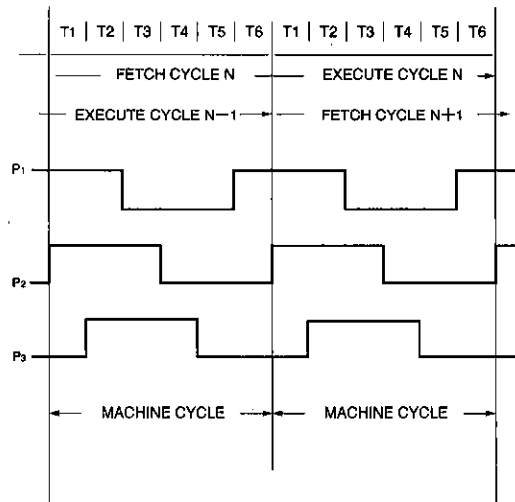 T1 | T2 | T3 | T4 | T5 | T6 | T1 | T2 | T3 | T4 | T5 | T6
FETCH CYCLE N EXECUTE CYCLE N
EXECUTE CYCLE N−1 FETCH CYCLE N+1
P1
P2
P3
MACHINE CYCLE MACHINE CYCLE